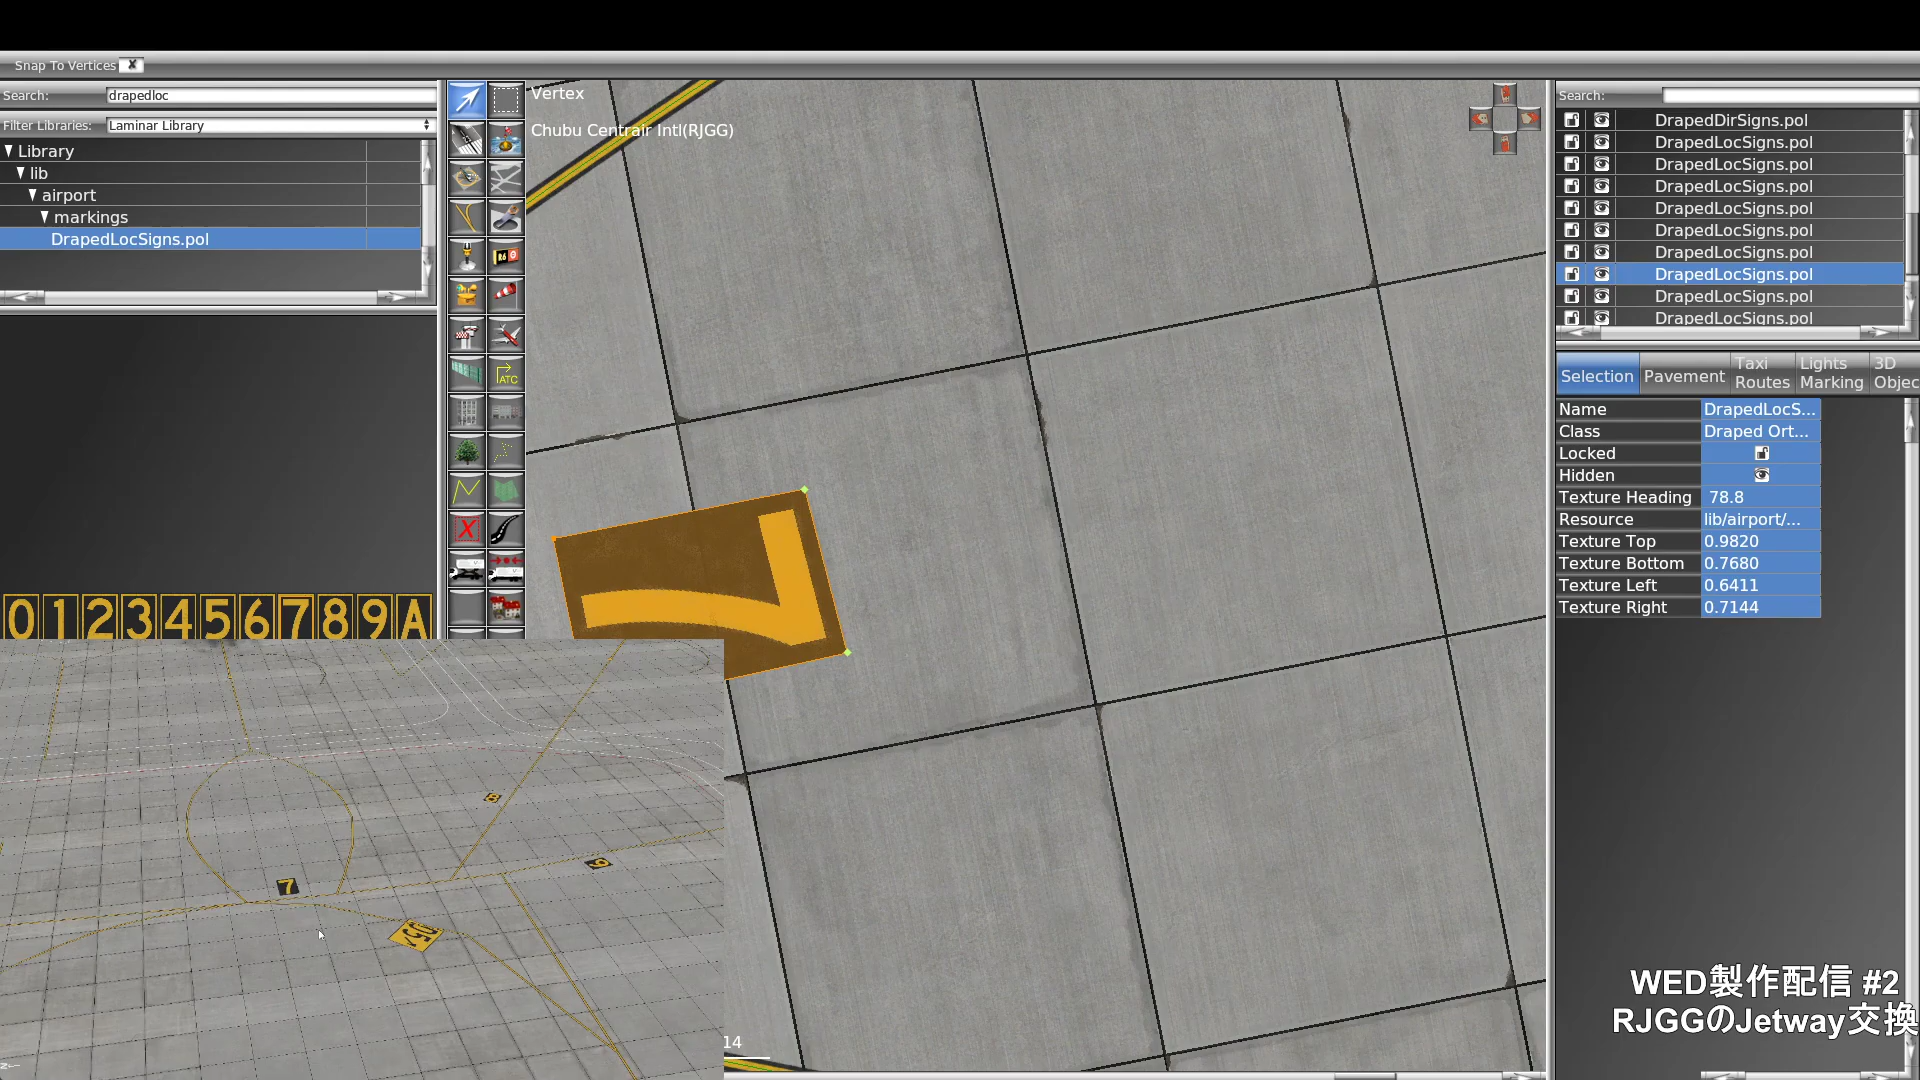 Snap To Vertices X
Search: drapedloc
Filter Libraries: Laminar Library
Library
lib
airport
markings
DrapedLocSigns.pol
0123456789A
Vertex
Chubu Centrair Intl(RJGG)
ATC
7
7
8
9
14
Search:
DrapedDirSigns.pol
DrapedLocSigns.pol
DrapedLocSigns.pol
DrapedLocSigns.pol
DrapedLocSigns.pol
DrapedLocSigns.pol
DrapedLocSigns.pol
DrapedLocSigns.pol
DrapedLocSigns.pol
DrapedLocSigns.pol
Selection Pavement Taxi Routes Lights Marking 3D Objec
Name DrapedLocS...
Class Draped Ort...
Locked
Hidden
Texture Heading 78.8
Resource lib/airport/...
Texture Top 0.9820
Texture Bottom 0.7680
Texture Left 0.6411
Texture Right 0.7144
WED製作配信 #2
RJGGのJetway交換